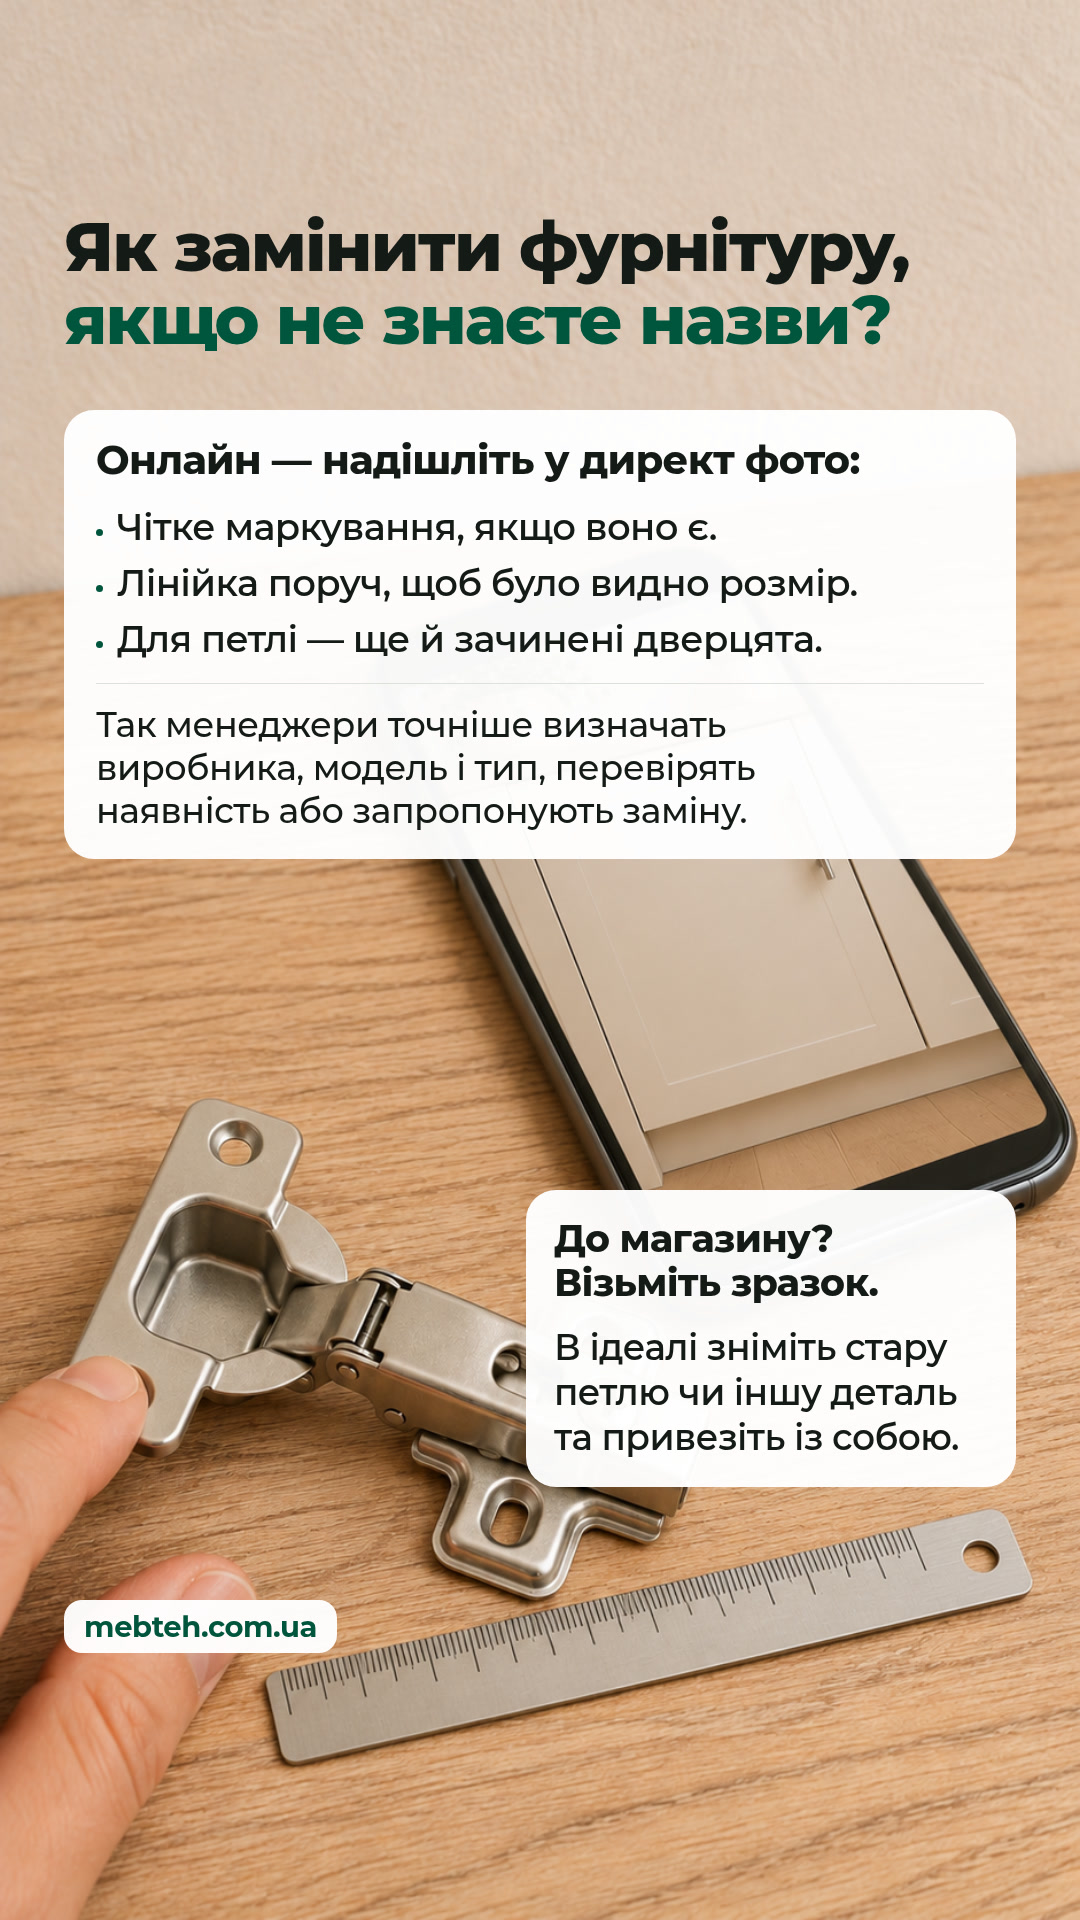 Як замінити фурнітуру,
якщо не знаєте назви?
Онлайн — надішліть у директ фото:
• Чітке маркування, якщо воно є.
• Лінійка поруч, щоб було видно розмір.
• Для петлі — ще й зачинені дверцята.
Так менеджери точніше визначать
виробника, модель і тип, перевірять
наявність або запропонують заміну.
До магазину?
Візьміть зразок.
В ідеалі зніміть стару
петлю чи іншу деталь
та привезіть із собою.
mebteh.com.ua